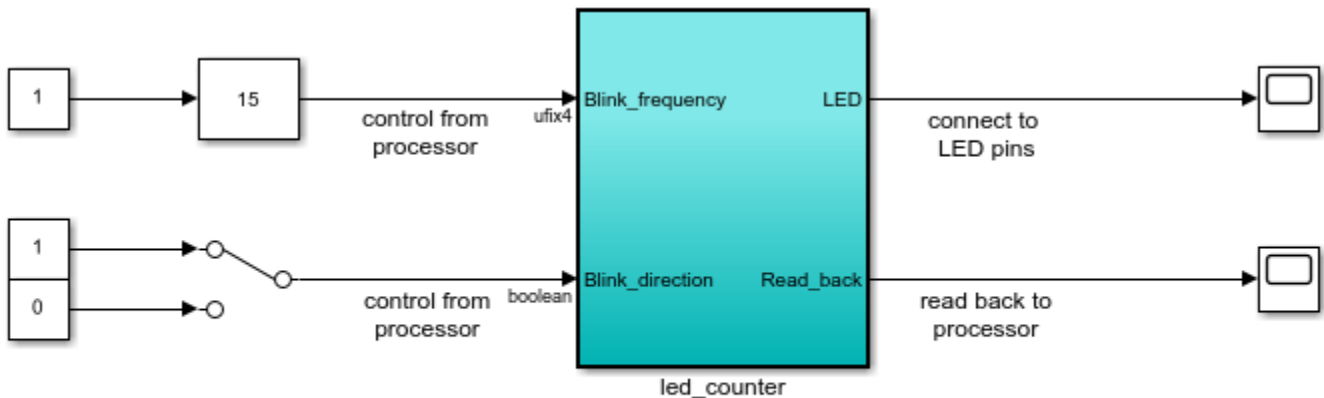 1
15
Blink_frequency
LED
ufix4
control from
processor
connect to
LED pins
1
0
Blink_direction
Read_back
boolean
control from
processor
read back to
processor
led_counter